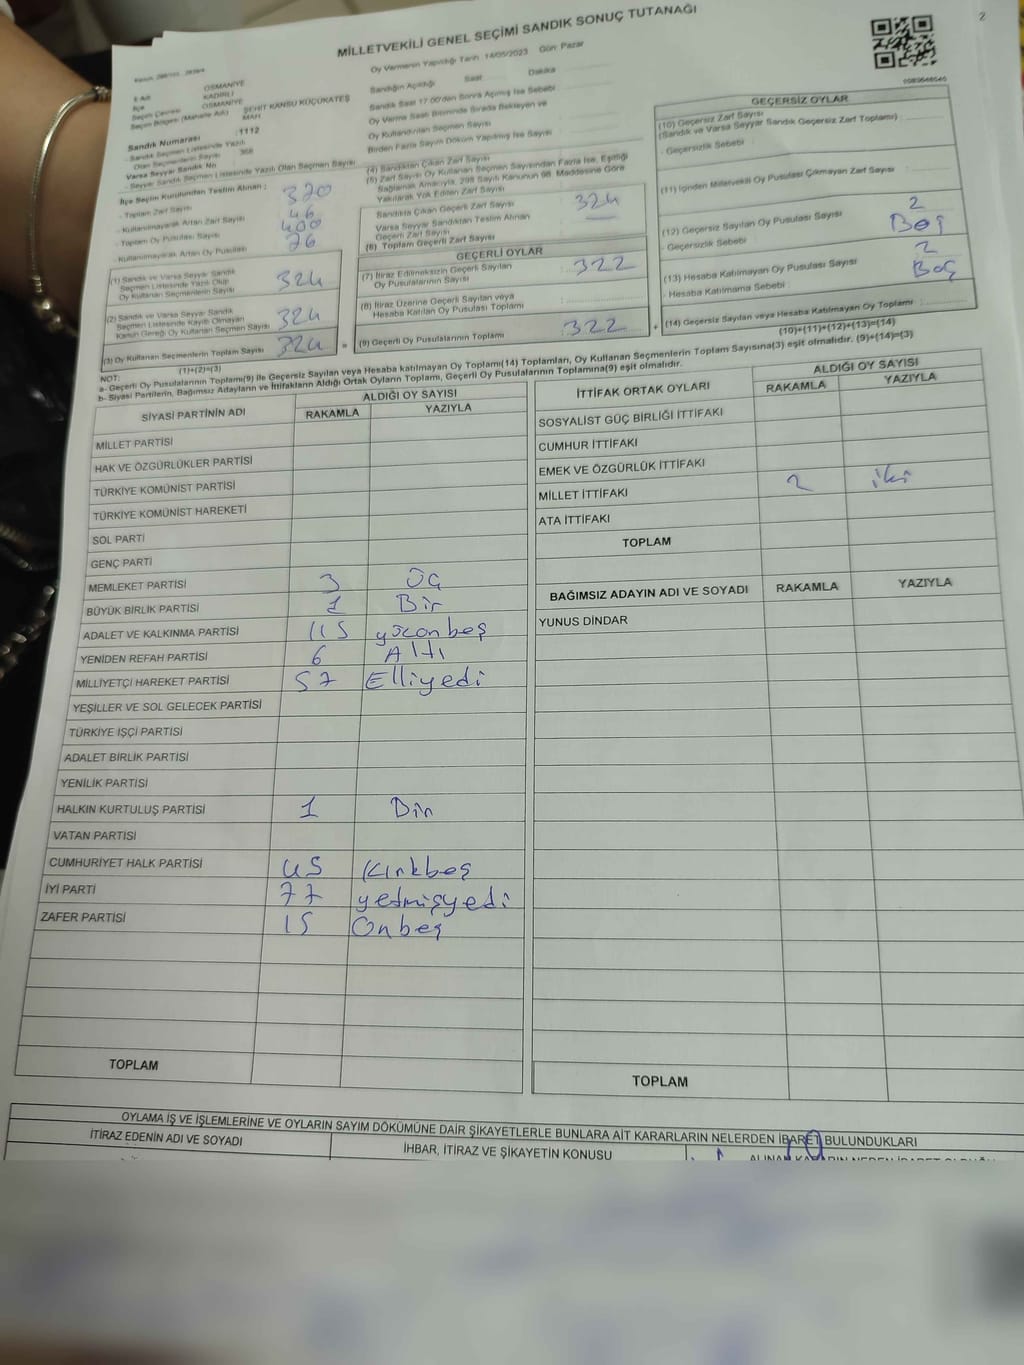 2
MİLLETVEKİLİ GENEL SEÇİMİ SANDIK SONUÇ TUTANAĞI
Oy Vermenin Yapıldığı Tarih: 14/05/2023 Gün: Pazar
İl Adı OSMANİYE
İlçe KADİRLİ
Seçim Çevresi OSMANİYE
Seçim Bölgesi (Mahalle Adı) ŞEHİT KANSU KÜÇÜKATEŞ MAH.
Sandık Numarası :1112
- Sandık Seçmen Listesinde Yazılı
Olan Seçmenlerin Sayısı 368
Varsa Seyyar Sandık No
- Seyyar Sandık Seçmen Listesinde Yazılı Olan Seçmen Sayısı
İlçe Seçim Kurulundan Teslim Alınan :
- Toplam Zarf Sayısı 370
- Kullanılmayarak Artan Zarf Sayısı 46
- Toplam Oy Pusulası Sayısı 400
- Kullanılmayarak Artan Oy Pusulası 76
(1) Sandık ve Varsa Seyyar Sandık
Seçmen Listesinde Yazılı Olup
Oy Kullanan Seçmenlerin Sayısı 324
(2) Sandık ve Varsa Seyyar Sandık
Seçmen Listesinde Kayıtlı Olmayan
Kanun Gereği Oy Kullanan Seçmen Sayısı 324
(3) Oy Kullanan Seçmenlerin Toplam Sayısı 324
(1)+(2)=(3)
Sandığın Açıldığı Saat Dakika
Sandık Saat 17.00'den Sonra Açılmış İse Sebebi
Oy Verme Saati Bitiminde Sırada Bekleyen ve
Oy Kullandırılan Seçmen Sayısı
Birden Fazla Sayım Döküm Yapılmış İse Sayısı
(4) Sandıktan Çıkan Zarf Sayısı
(5) Zarf Sayısı Oy Kullanan Seçmen Sayısından Fazla İse, Eşitliği
Sağlamak Amacıyla, 298 Sayılı Kanunun 98. Maddesine Göre
Yakılarak Yok Edilen Zarf Sayısı
Sandıkta Çıkan Geçerli Zarf Sayısı 324
Varsa Seyyar Sandıktan Teslim Alınan
Geçerli Zarf Sayısı
(6) Toplam Geçerli Zarf Sayısı
GEÇERLİ OYLAR
(7) İtiraz Edilmeksizin Geçerli Sayılan
Oy Pusulalarının Sayısı : 322
(8) İtiraz Üzerine Geçerli Sayılan veya
Hesaba Katılan Oy Pusulası Toplamı :
(9) Geçerli Oy Pusulalarının Toplamı : 322
GEÇERSİZ OYLAR
(10) Geçersiz Zarf Sayısı
(Sandık ve Varsa Seyyar Sandık Geçersiz Zarf Toplamı)
- Geçersizlik Sebebi
(11) İçinden Milletvekili Oy Pusulası Çıkmayan Zarf Sayısı
(12) Geçersiz Sayılan Oy Pusulası Sayısı 2
- Geçersizlik Sebebi Boş
(13) Hesaba Katılmayan Oy Pusulası Sayısı 2
- Hesaba Katılmama Sebebi Boş
(14) Geçersiz Sayılan veya Hesaba Katılmayan Oy Toplamı
(10)+(11)+(12)+(13)=(14)
NOT:
a- Geçerli Oy Pusulalarının Toplamı(9) ile Geçersiz Sayılan veya Hesaba katılmayan Oy Toplamı(14) Toplamları, Oy Kullanan Seçmenlerin Toplam Sayısına(3) eşit olmalıdır. (9)+(14)=(3)
b- Siyasi Partilerin, Bağımsız Adayların ve İttifakların Aldığı Ortak Oyların Toplamı, Geçerli Oy Pusulalarının Toplamına(9) eşit olmalıdır.
SİYASİ PARTİNİN ADI ALDIĞI OY SAYISI
RAKAMLA YAZIYLA
MİLLET PARTİSİ
HAK VE ÖZGÜRLÜKLER PARTİSİ
TÜRKİYE KOMÜNİST PARTİSİ
TÜRKİYE KOMÜNİST HAREKETİ
SOL PARTİ
GENÇ PARTİ
MEMLEKET PARTİSİ 3 Üç
BÜYÜK BİRLİK PARTİSİ 1 Bir
ADALET VE KALKINMA PARTİSİ 115 yüzonbeş
YENİDEN REFAH PARTİSİ 6 Altı
MİLLİYETÇİ HAREKET PARTİSİ 57 Elliyedi
YEŞİLLER VE SOL GELECEK PARTİSİ
TÜRKİYE İŞÇİ PARTİSİ
ADALET BİRLİK PARTİSİ
YENİLİK PARTİSİ
HALKIN KURTULUŞ PARTİSİ 1 Bir
VATAN PARTİSİ
CUMHURİYET HALK PARTİSİ 45 Kırkbeş
İYİ PARTİ 77 yetmişyedi
ZAFER PARTİSİ 15 Onbeş
TOPLAM
İTTİFAK ORTAK OYLARI ALDIĞI OY SAYISI
RAKAMLA YAZIYLA
SOSYALİST GÜÇ BİRLİĞİ İTTİFAKI
CUMHUR İTTİFAKI
EMEK VE ÖZGÜRLÜK İTTİFAKI
MİLLET İTTİFAKI 2 iki
ATA İTTİFAKI
TOPLAM
BAĞIMSIZ ADAYIN ADI VE SOYADI RAKAMLA YAZIYLA
YUNUS DİNDAR
TOPLAM
OYLAMA İŞ VE İŞLEMLERİNE VE OYLARIN SAYIM DÖKÜMÜNE DAİR ŞİKAYETLERLE BUNLARA AİT KARARLARIN NELERDEN İBARET BULUNDUKLARI
İTİRAZ EDENİN ADI VE SOYADI İHBAR, İTİRAZ VE ŞİKAYETİN KONUSU